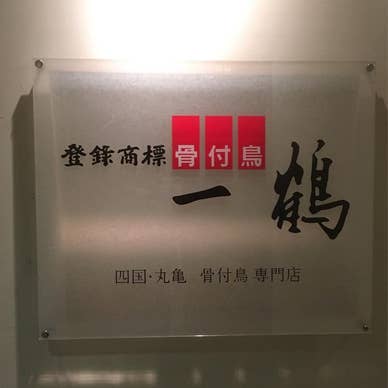 登録商標 骨付鳥
一鶴
四国・丸亀 骨付鳥 専門店